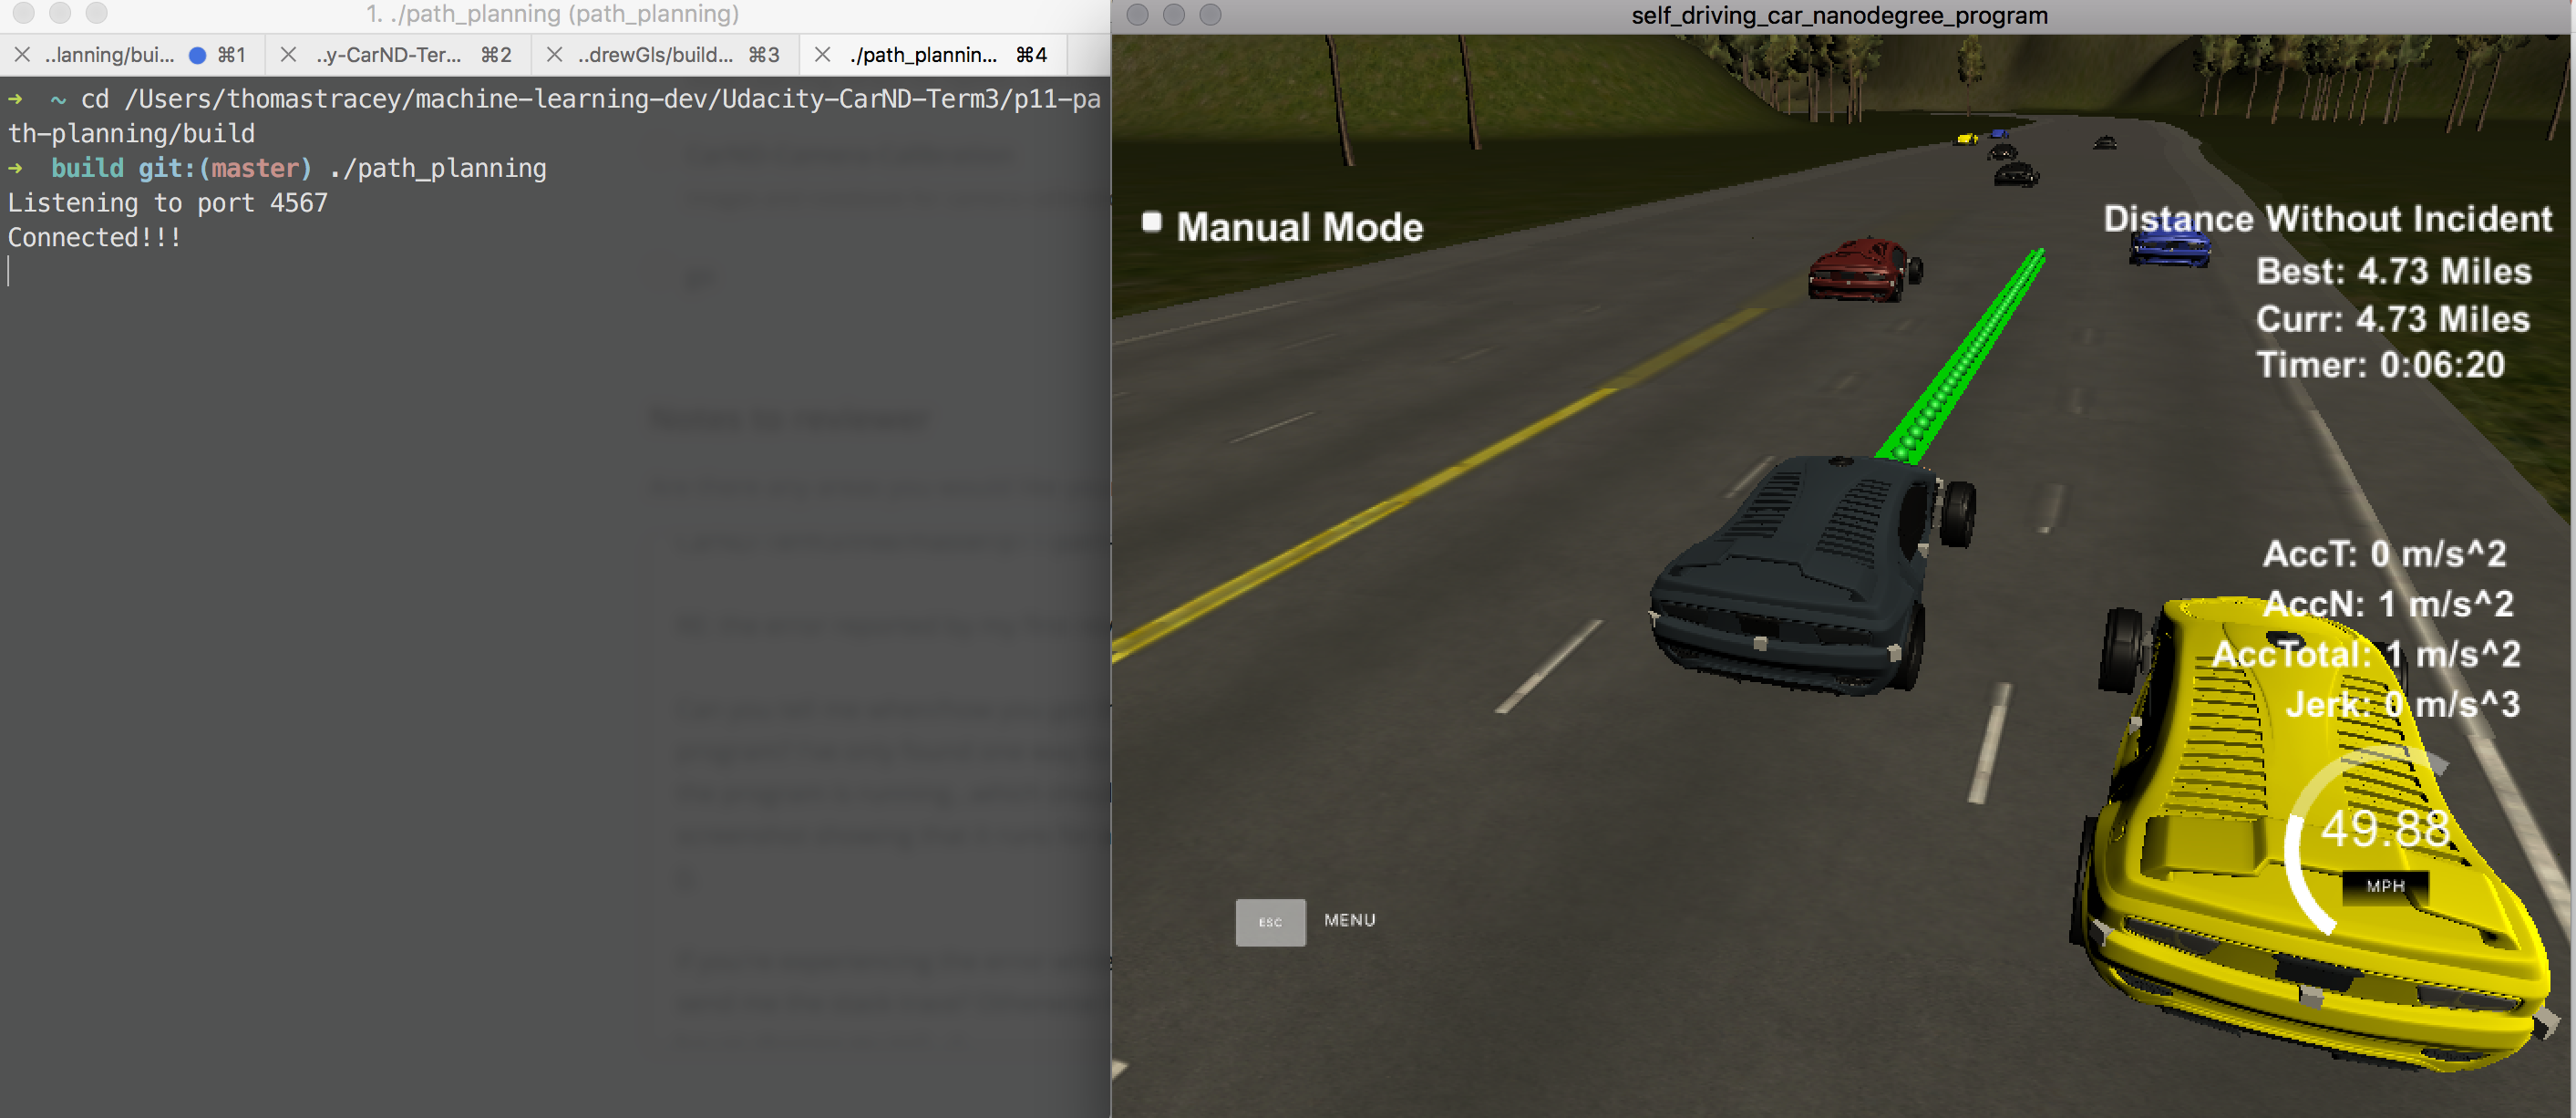 1. ./path_planning (path_planning)
..lanning/bui... ⌘1
..y-CarND-Ter... ⌘2
..drewGls/build... ⌘3
./path_plannin... ⌘4
➜ ~ cd /Users/thomastracey/machine-learning-dev/Udacity-CarND-Term3/p11-pa
th-planning/build
➜ build git:(master) ./path_planning
Listening to port 4567
Connected!!!
self_driving_car_nanodegree_program
Manual Mode
Distance Without Incident
Best: 4.73 Miles
Curr: 4.73 Miles
Timer: 0:06:20
AccT: 0 m/s^2
AccN: 1 m/s^2
AccTotal: 1 m/s^2
Jerk: 0 m/s^3
49.88
MPH
ESC MENU